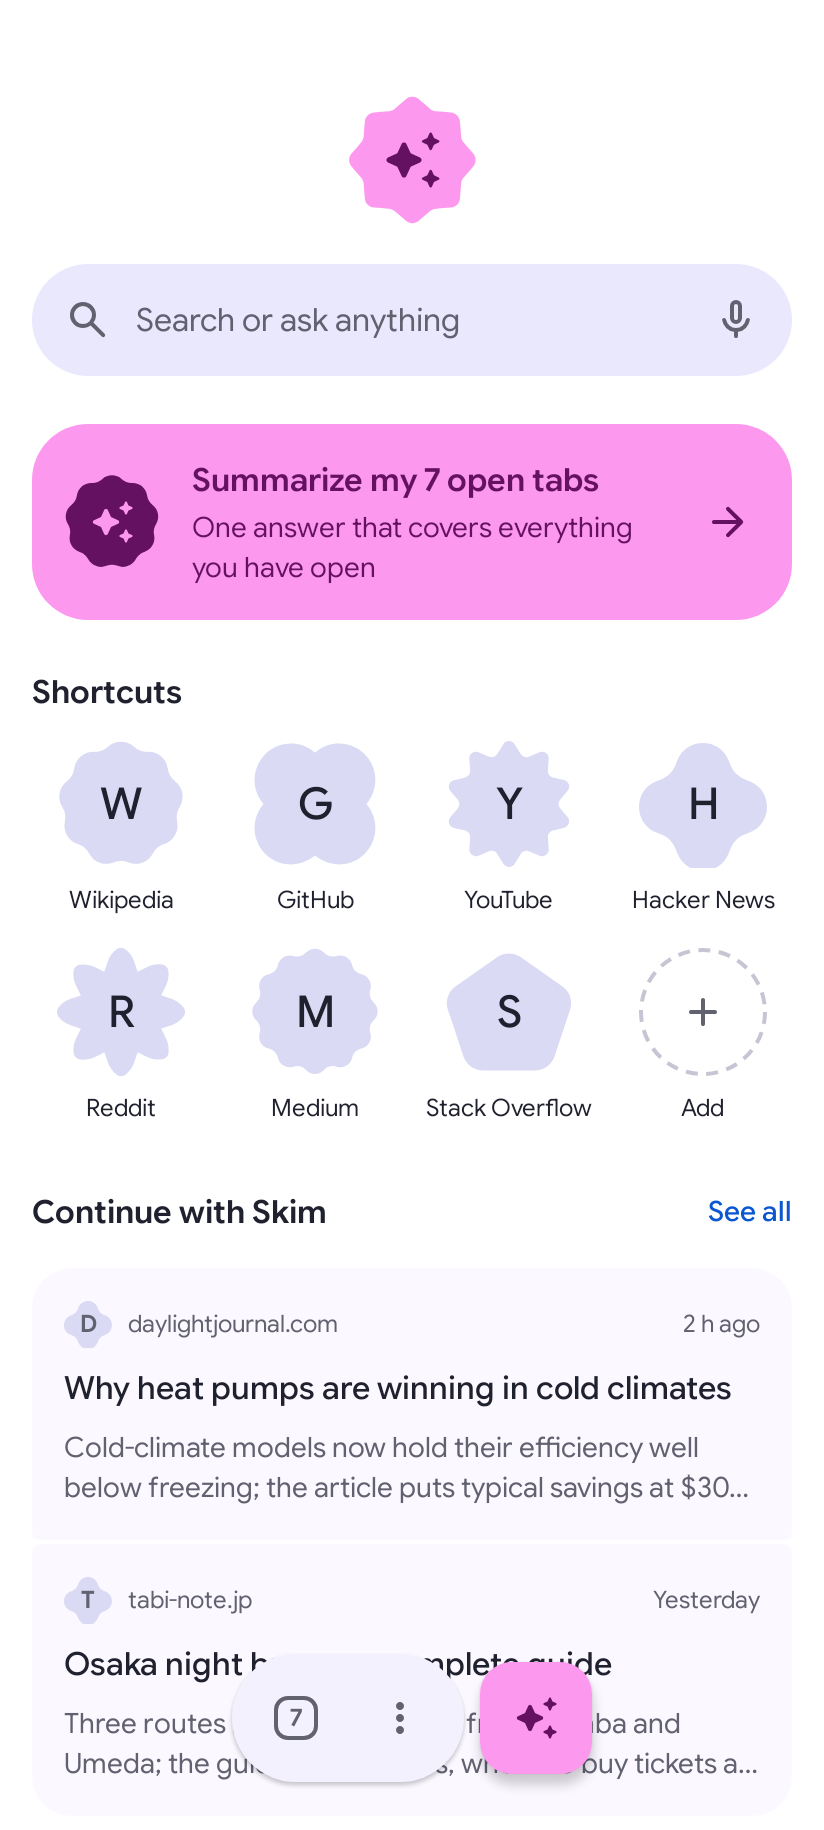 Search or ask anything
Summarize my 7 open tabs
One answer that covers everything
you have open
Shortcuts
W
G
Y
H
Wikipedia
GitHub
YouTube
Hacker News
R
M
S
Reddit
Medium
Stack Overflow
Add
Continue with Skim
See all
D
daylightjournal.com
2 h ago
Why heat pumps are winning in cold climates
Cold-climate models now hold their efficiency well
below freezing; the article puts typical savings at $30...
T
tabi-note.jp
Yesterday
Osaka night
Three routes and
Umeda; the buy tickets a...
7